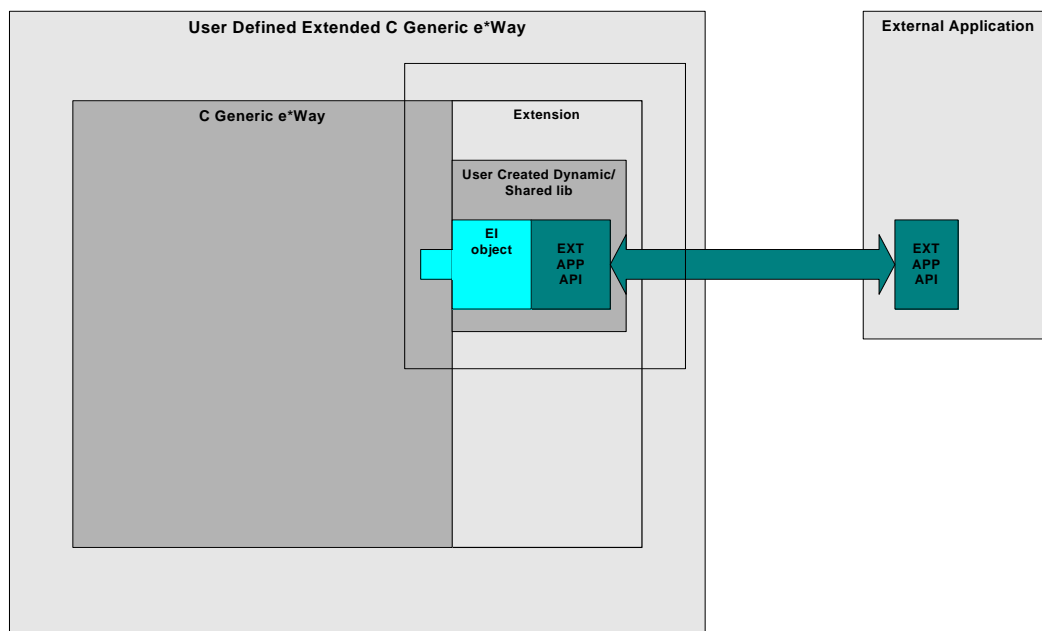 User Defined Extended C Generic e*Way
External Application
C Generic e*Way
Extension
User Created Dynamic/
Shared lib
EI
object
EXT
APP
API
EXT
APP
API